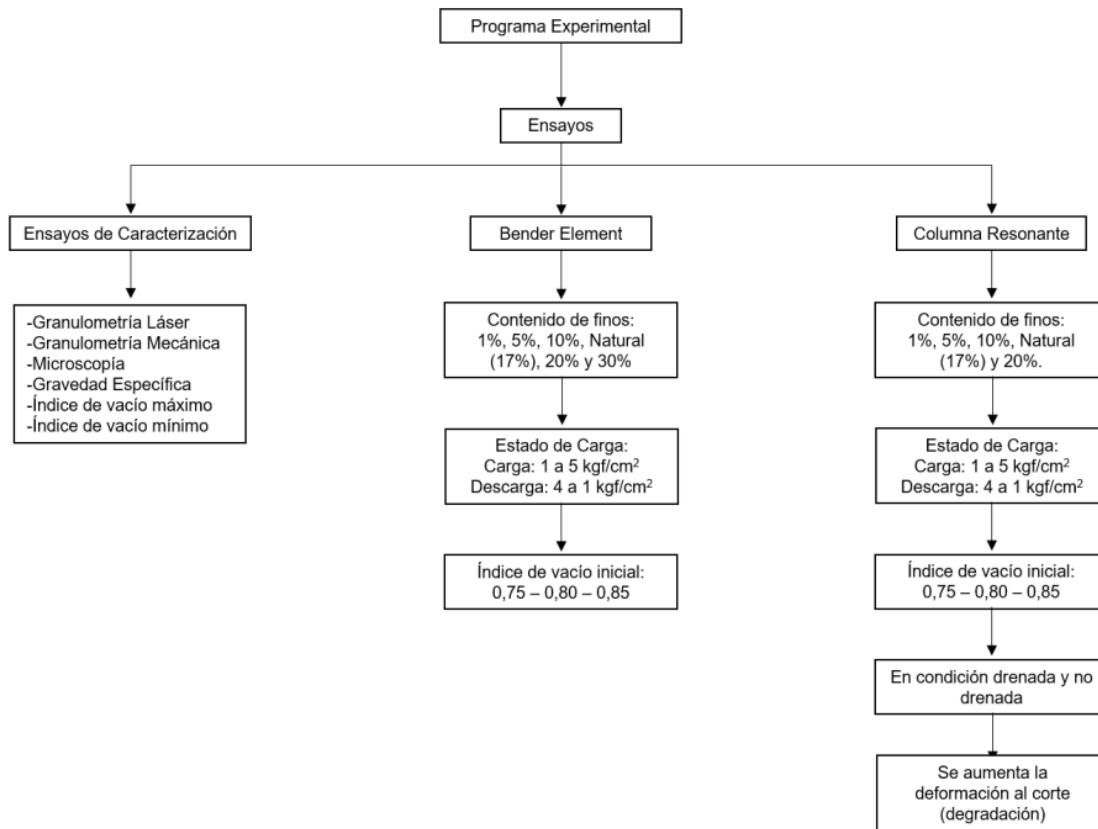 Programa Experimental
Ensayos
Ensayos de Caracterización
-Granulometría Láser
-Granulometría Mecánica
-Microscopía
-Gravedad Específica
-Índice de vacío máximo
-Índice de vacío mínimo
Bender Element
Contenido de finos:
1%, 5%, 10%, Natural
(17%), 20% y 30%
Estado de Carga:
Carga: 1 a 5 kgf/cm²
Descarga: 4 a 1 kgf/cm²
Índice de vacío inicial:
0,75 – 0,80 – 0,85
Columna Resonante
Contenido de finos:
1%, 5%, 10%, Natural
(17%) y 20%.
Estado de Carga:
Carga: 1 a 5 kgf/cm²
Descarga: 4 a 1 kgf/cm²
Índice de vacío inicial:
0,75 – 0,80 – 0,85
En condición drenada y no
drenada
Se aumenta la
deformación al corte
(degradación)